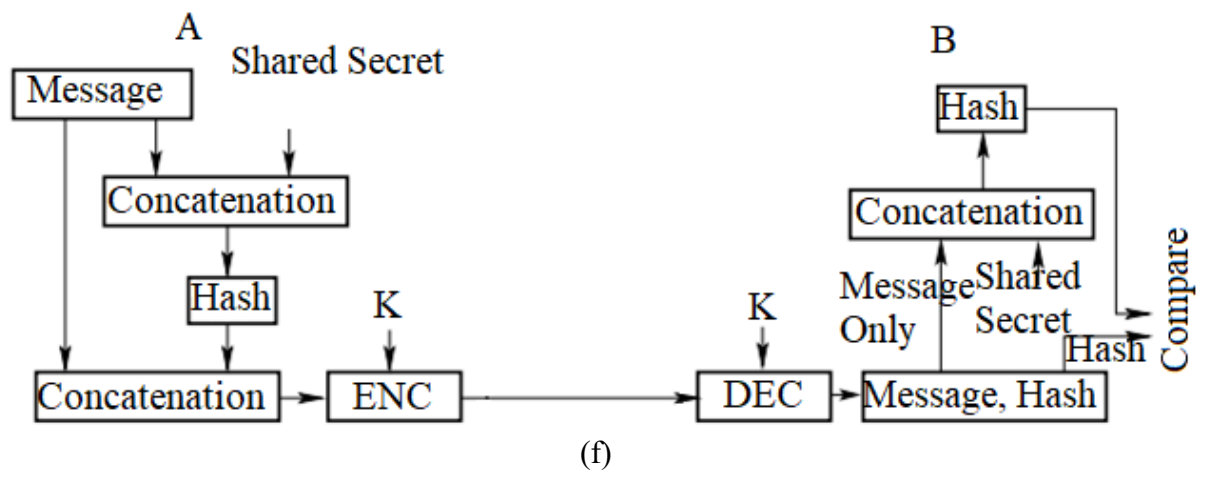 A
Shared Secret
Message
Concatenation
Hash
K
Concatenation
ENC
B
Hash
Concatenation
Message
Only
Shared
Secret
Compare
K
Hash
DEC
Message, Hash
(f)